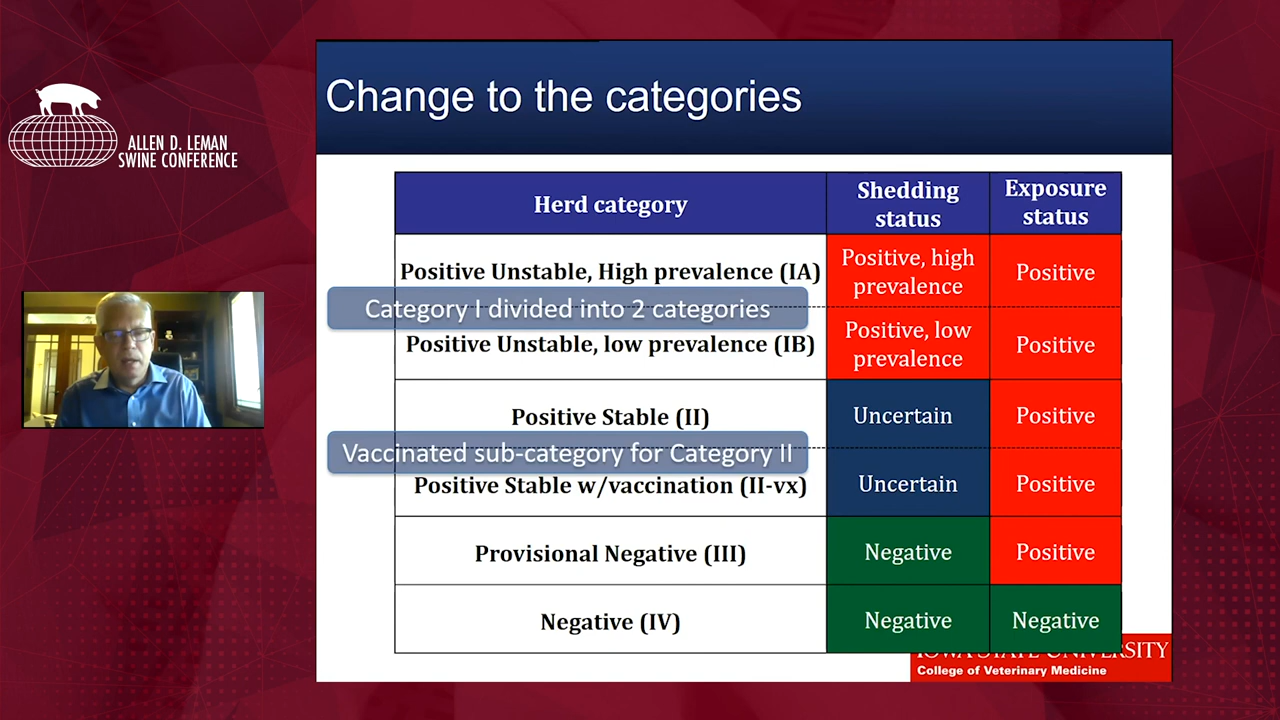 ALLEN D. LEMAN
SWINE CONFERENCE
Change to the categories
Herd category
Shedding
status
Exposure
status
Positive Unstable, High prevalence (IA)
Positive, high
prevalence
Positive
Category I divided into 2 categories
Positive Unstable, low prevalence (IB)
Positive, low
prevalence
Positive
Positive Stable (II)
Uncertain
Positive
Vaccinated sub-category for Category II
Positive Stable w/vaccination (II-vx)
Uncertain
Positive
Provisional Negative (III)
Negative
Positive
Negative (IV)
Negative
Negative
IOWA STATE UNIVERSITY
College of Veterinary Medicine